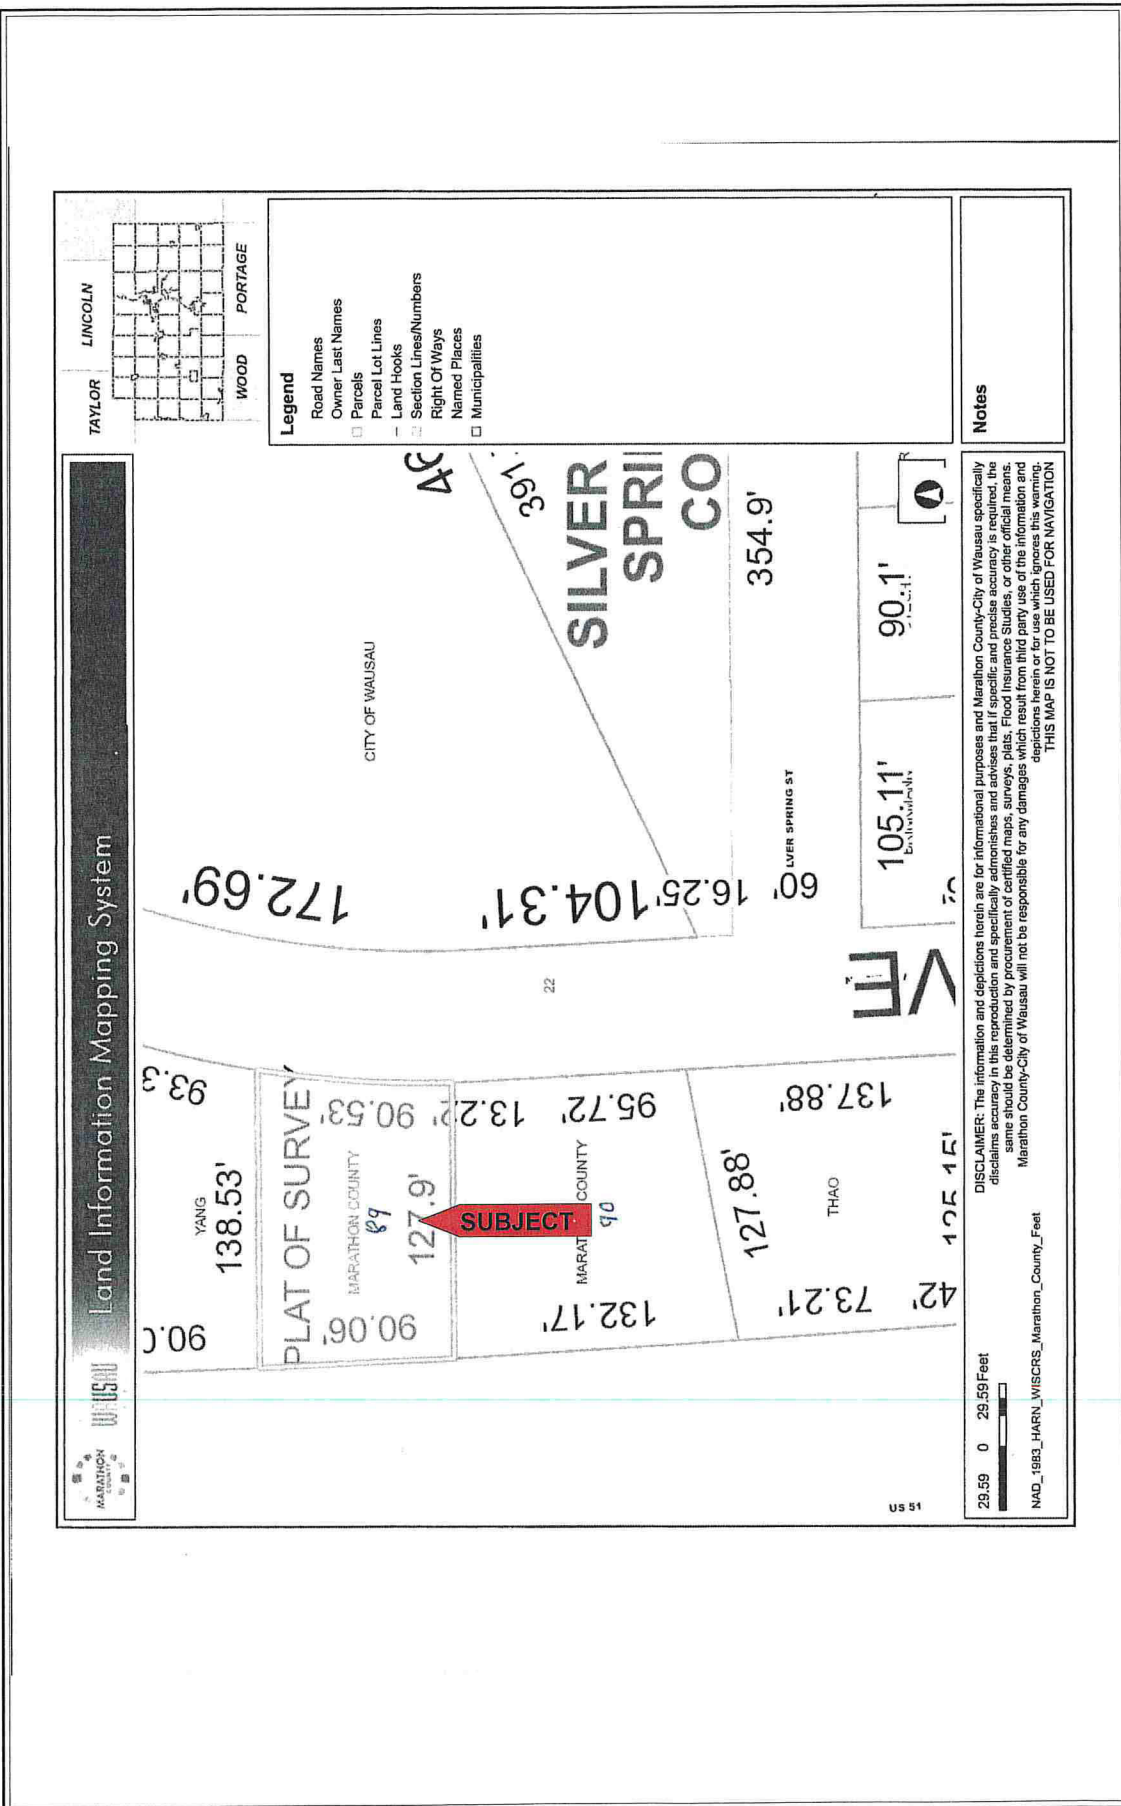 MARATHON
COUNTY
WAUSAU
Land Information Mapping System
TAYLOR
LINCOLN
WOOD
PORTAGE
Legend
Road Names
Owner Last Names
Parcels
Parcel Lot Lines
Land Hooks
Section Lines/Numbers
Right Of Ways
Named Places
Municipalities
YANG
138.53'
93.3
172.69'
CITY OF WAUSAU
PLAT OF SURVEY
90.06'
MARATHON COUNTY
89
90.53'
127.9'
SUBJECT
13.2
22
104.31'
391.
SILVER
SPRI
CO
MARAT COUNTY
90
132.17'
95.72'
16.25'
354.9'
60'
LVER SPRING ST
127.88'
THAO
73.21'
137.88'
42'
105.11'
90.1'
US 51
29.59 0 29.59 Feet
NAD_1983_HARN_WISCRS_Marathon_County_Feet
DISCLAIMER: The information and depictions herein are for informational purposes and Marathon County-City of Wausau specifically
disclaims accuracy in this reproduction and specifically admonishes and advises that if specific and precise accuracy is required, the
same should be determined by procurement of certified maps, surveys, plats, Flood Insurance Studies, or other official means.
Marathon County-City of Wausau will not be responsible for any damages which result from third party use of the information and
depictions herein or for use which ignores this warning.
THIS MAP IS NOT TO BE USED FOR NAVIGATION
Notes